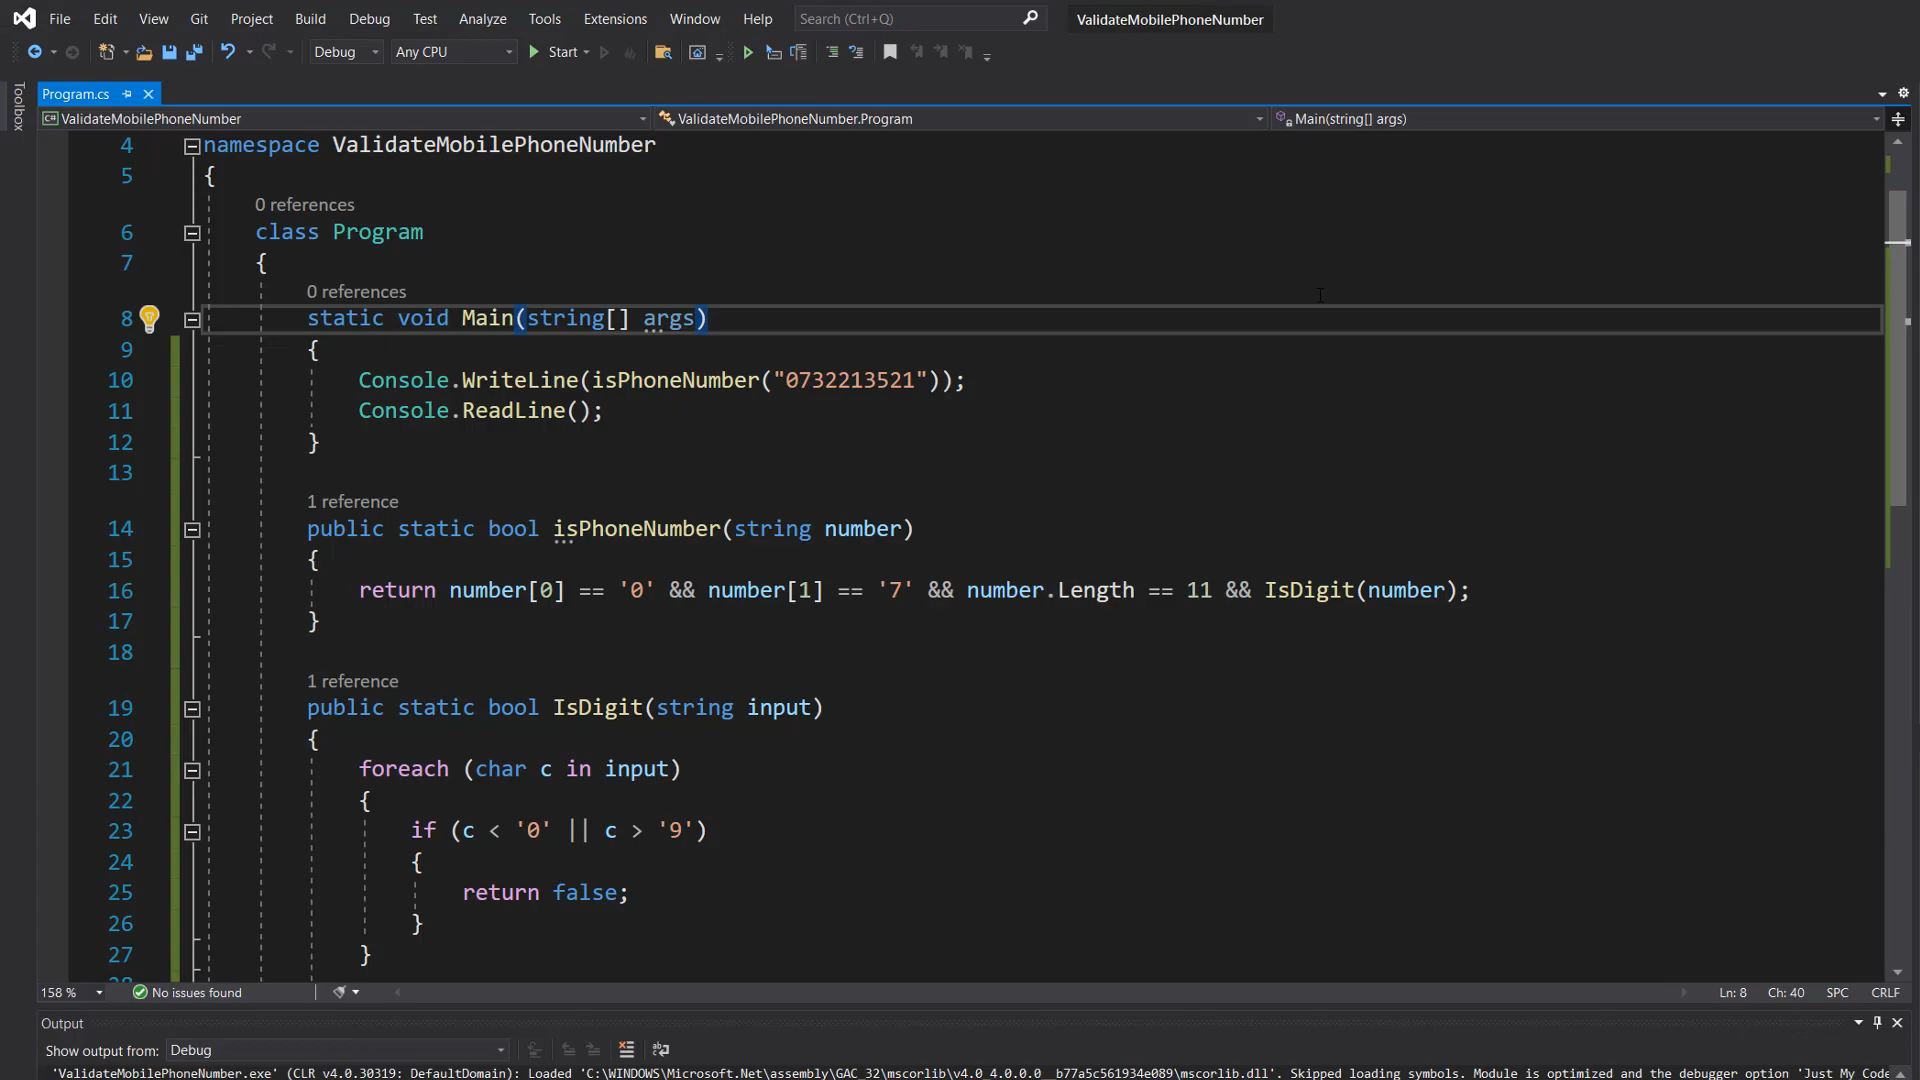 File Edit View Git Project Build Debug Test Analyze Tools Extensions Window Help Search (Ctrl+Q) ValidateMobilePhoneNumber
Debug Any CPU Start
Toolbox
Program.cs
C# ValidateMobilePhoneNumber ValidateMobilePhoneNumber.Program Main(string[] args)
4 namespace ValidateMobilePhoneNumber
5 {
0 references
6 class Program
7 {
0 references
8 static void Main(string[] args)
9 {
10 Console.WriteLine(isPhoneNumber("0732213521"));
11 Console.ReadLine();
12 }
13
1 reference
14 public static bool isPhoneNumber(string number)
15 {
16 return number[0] == '0' && number[1] == '7' && number.Length == 11 && IsDigit(number);
17 }
18
1 reference
19 public static bool IsDigit(string input)
20 {
21 foreach (char c in input)
22 {
23 if (c < '0' || c > '9')
24 {
25 return false;
26 }
27 }
158 % No issues found Ln: 8 Ch: 40 SPC CRLF
Output
Show output from: Debug
'ValidateMobilePhoneNumber.exe' (CLR v4.0.30319: DefaultDomain): Loaded 'C:\WINDOWS\Microsoft.Net\assembly\GAC_32\mscorlib\v4.0_4.0.0.0__b77a5c561934e089\mscorlib.dll'. Skipped loading symbols. Module is optimized and the debugger option 'Just My Code